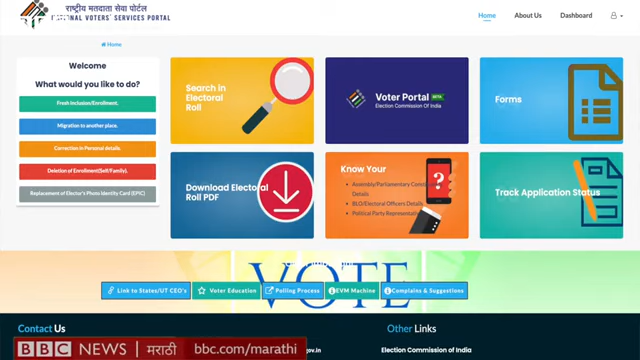 राष्ट्रीय मतदाता सेवा पोर्टल
NATIONAL VOTERS' SERVICES PORTAL
Home
About Us
Dashboard
Home
Welcome
What would you like to do?
Fresh Inclusion/Enrollment.
Migration to another place.
Correction in Personal details.
Deletion of Enrollment(Self/Family).
Replacement of Elector's Photo Identity Card (EPIC)
Search in
Electoral
Roll
Voter Portal BETA
Election Commission Of India
Forms
Download Electoral
Roll PDF
Know Your
Assembly/Parliamentary
Details
BLO/Electoral Officers Details
Political Party Representative
Track Application Status
VOTE
Link to States/UT CEO's
Voter Education
Polling Process
EVM Machine
Complains & Suggestions
Contact Us
Other Links
Election Commission of India
BBC NEWS | मराठी bbc.com/marathi